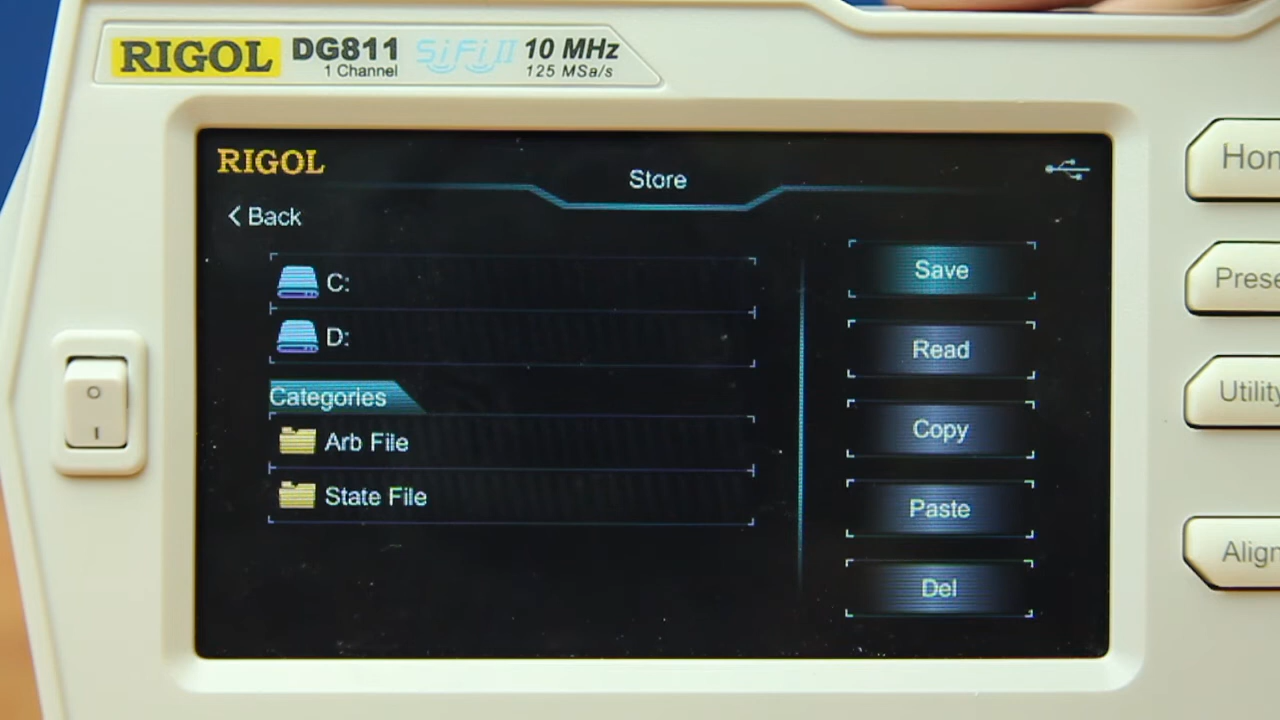 RIGOL DG811 SiFi II 10 MHz
1 Channel 125 MSa/s
RIGOL
Store
Back
C:
D:
Categories
Arb File
State File
Save
Read
Copy
Paste
Del
Hom
Prese
Utility
Align